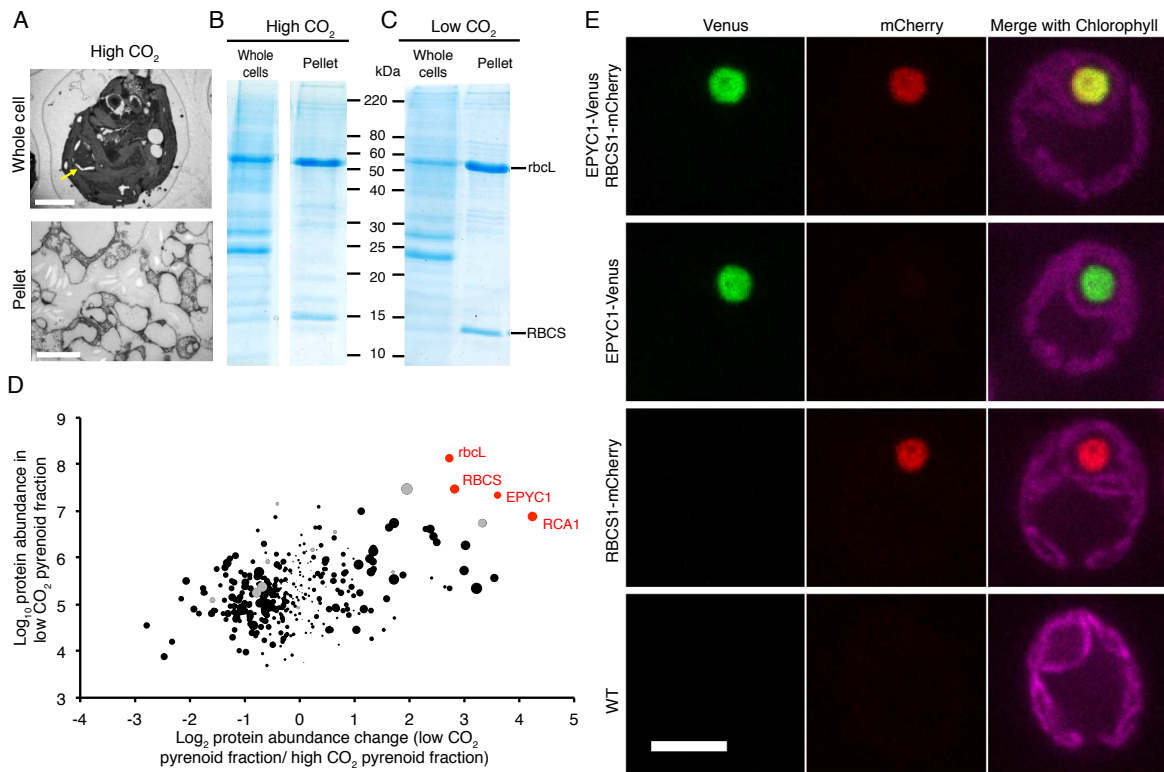 A
High CO2
Whole cell
Pellet
B
High CO2
Whole
cells
Pellet
kDa
220
80
60
50
40
30
25
20
15
10
C
Low CO2
Whole
cells
Pellet
rbcL
RBCS
D
9
8
7
6
5
4
3
-4
-3
-2
-1
0
1
2
3
4
5
rbcL
RBCS
EPYC1
RCA1
Log10 protein abundance in
low CO2 pyrenoid fraction
Log2 protein abundance change (low CO2
pyrenoid fraction/ high CO2 pyrenoid fraction)
E
Venus
mCherry
Merge with Chlorophyll
EPYC1-Venus
RBCS1-mCherry
EPYC1-Venus
RBCS1-mCherry
WT